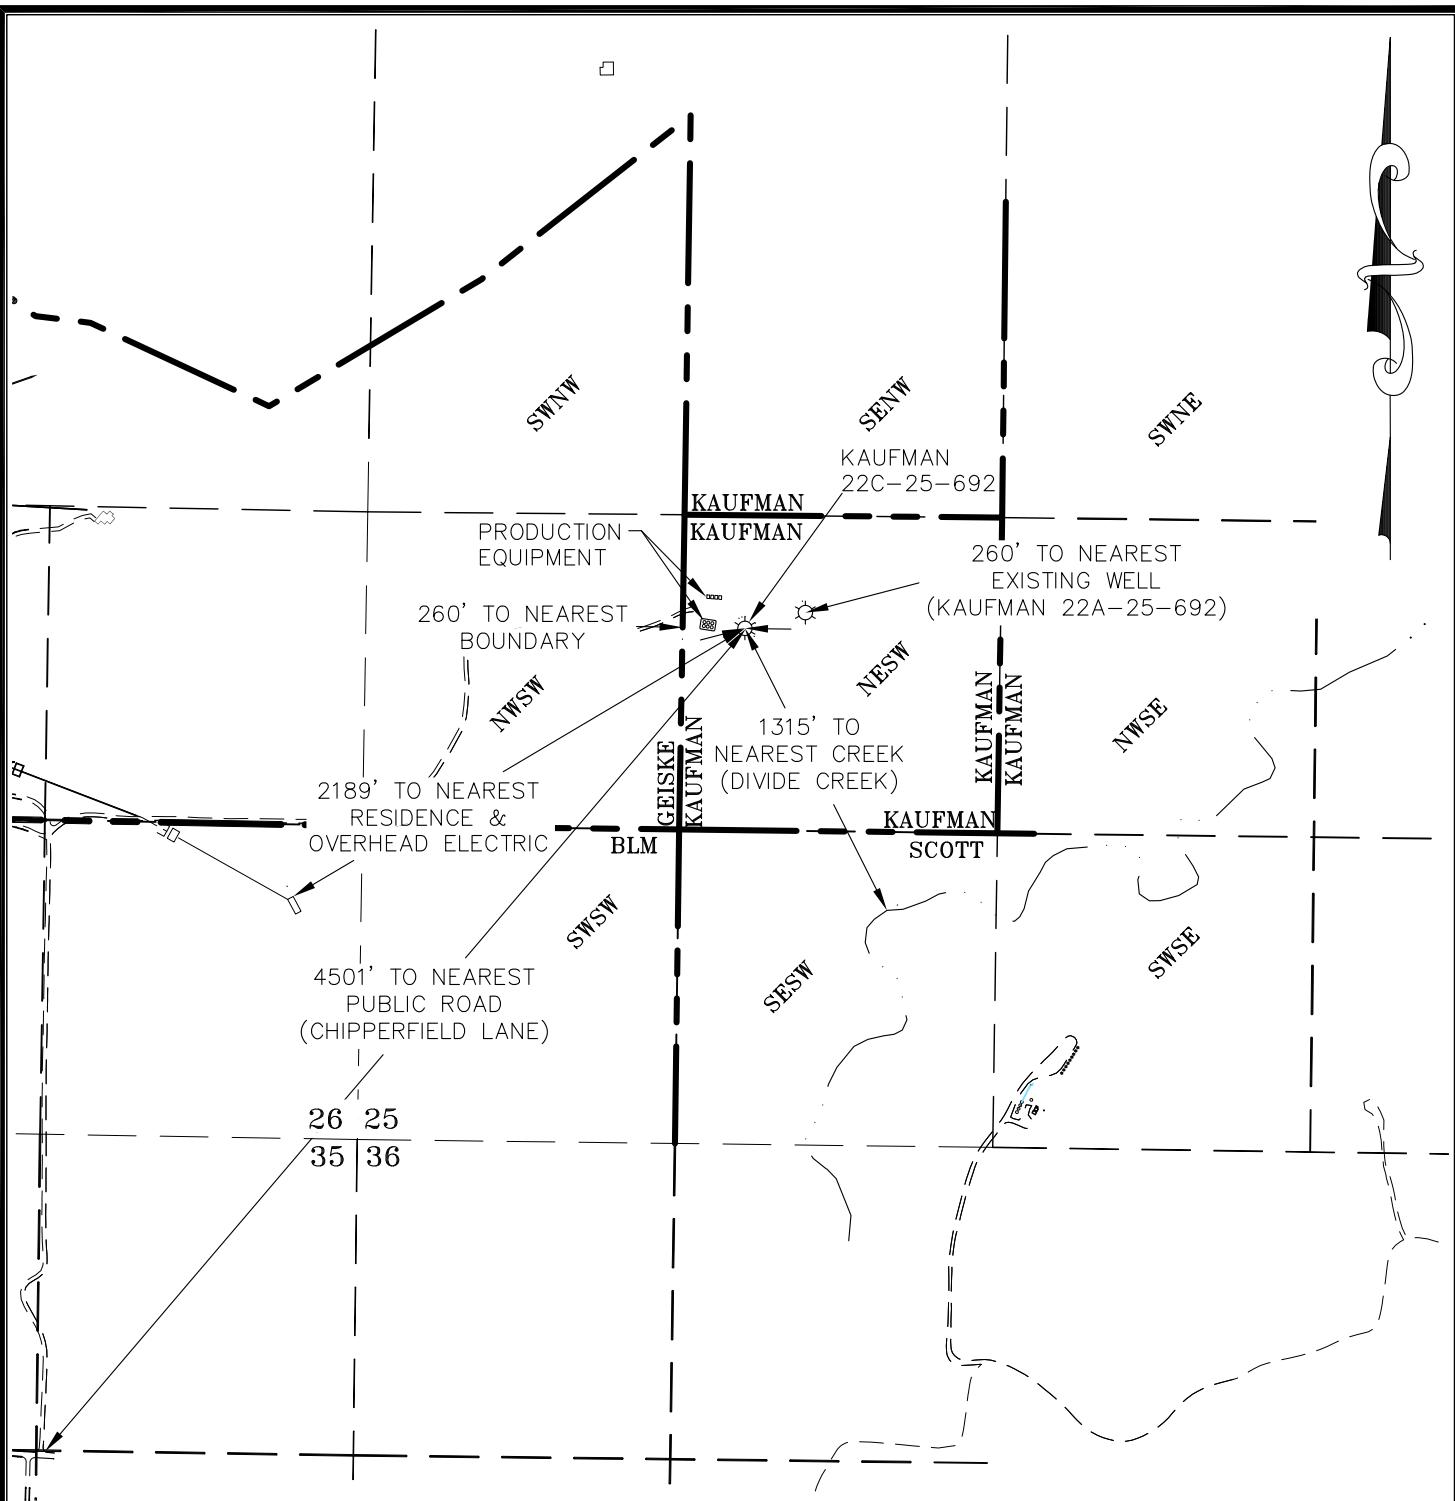 SWNW
SENW
SWNE
KAUFMAN
22C-25-692
KAUFMAN
KAUFMAN
PRODUCTION
EQUIPMENT
260' TO NEAREST
EXISTING WELL
(KAUFMAN 22A-25-692)
260' TO NEAREST
BOUNDARY
NWSW
NESW
NWSE
KAUFMAN
KAUFMAN
1315' TO
NEAREST CREEK
(DIVIDE CREEK)
GEISKE
KAUFMAN
2189' TO NEAREST
RESIDENCE &
OVERHEAD ELECTRIC
KAUFMAN
SCOTT
BLM
SWSW
SESW
SWSE
4501' TO NEAREST
PUBLIC ROAD
(CHIPPERFIELD LANE)
26 25
35 36